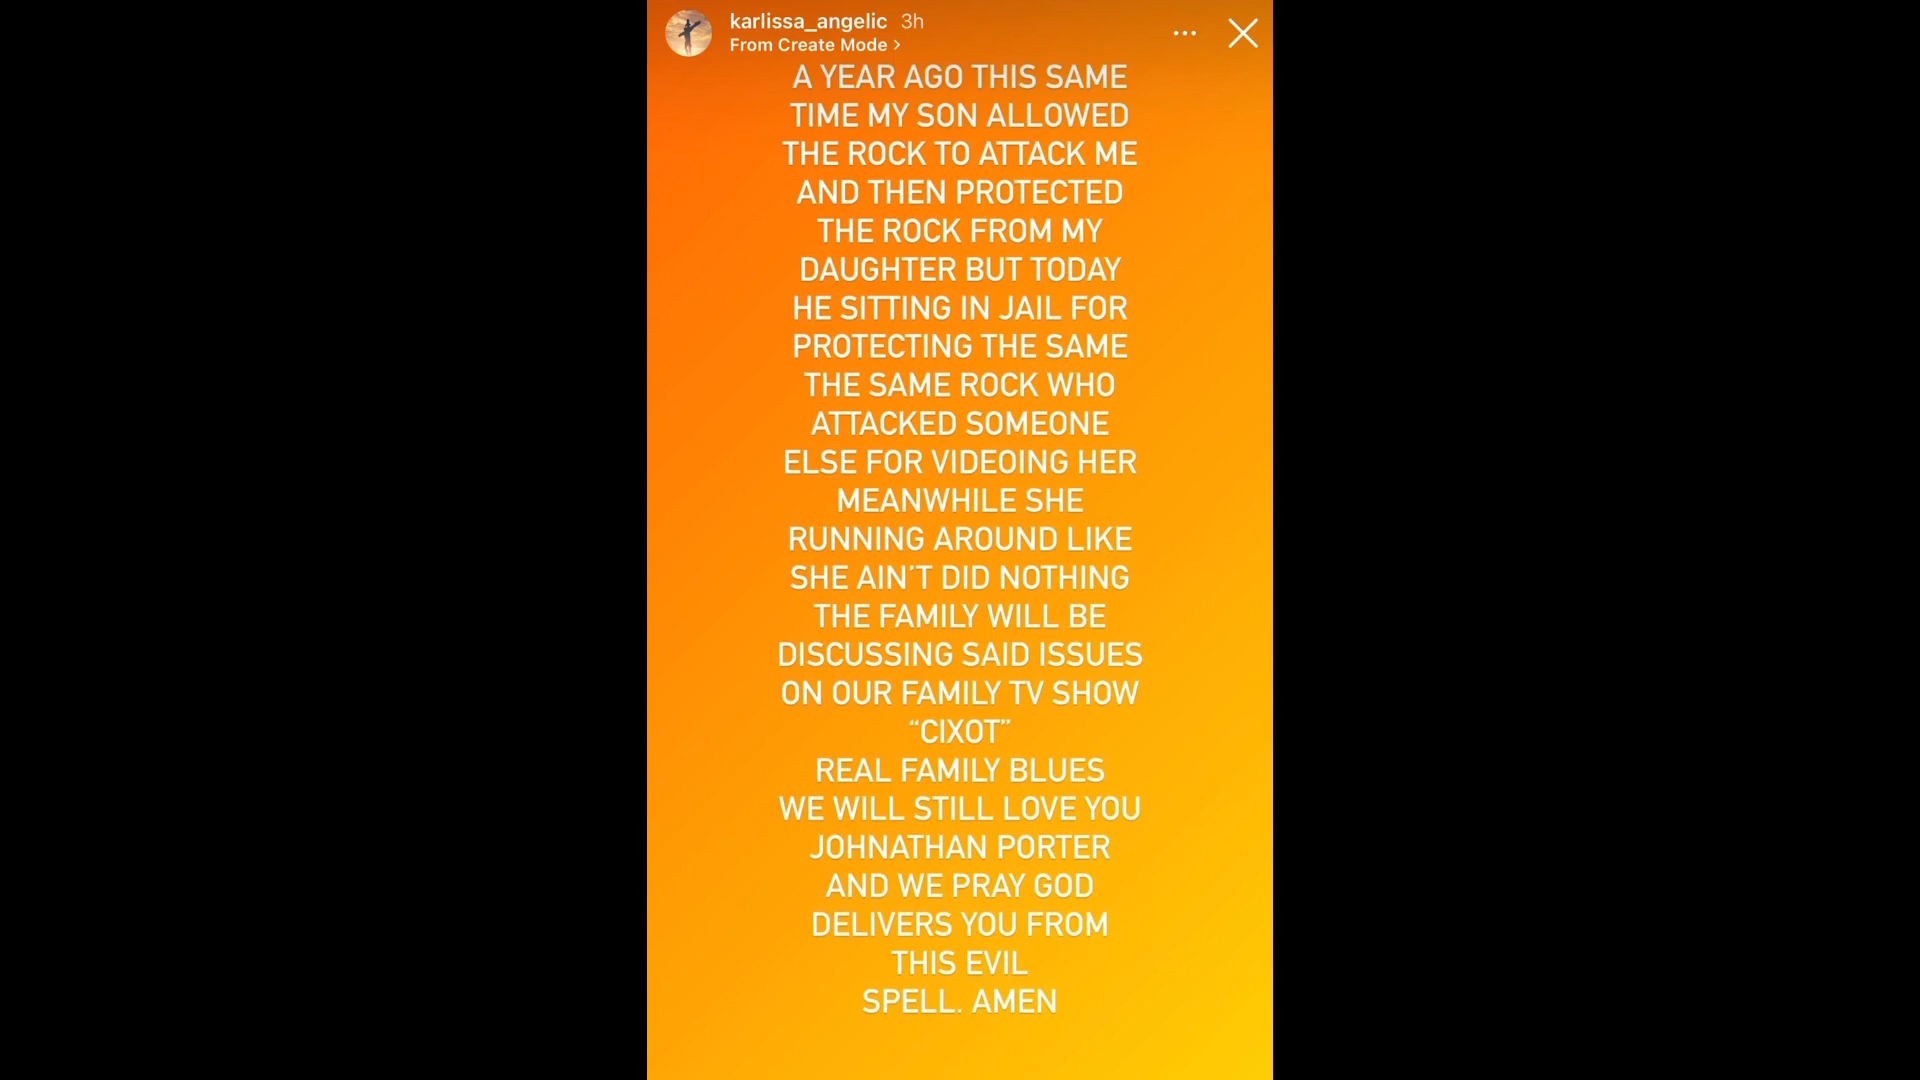 karlissa_angelic 3h
From Create Mode >
A YEAR AGO THIS SAME
TIME MY SON ALLOWED
THE ROCK TO ATTACK ME
AND THEN PROTECTED
THE ROCK FROM MY
DAUGHTER BUT TODAY
HE SITTING IN JAIL FOR
PROTECTING THE SAME
THE SAME ROCK WHO
ATTACKED SOMEONE
ELSE FOR VIDEOING HER
MEANWHILE SHE
RUNNING AROUND LIKE
SHE AIN'T DID NOTHING
THE FAMILY WILL BE
DISCUSSING SAID ISSUES
ON OUR FAMILY TV SHOW
“CIXOT”
REAL FAMILY BLUES
WE WILL STILL LOVE YOU
JOHNATHAN PORTER
AND WE PRAY GOD
DELIVERS YOU FROM
THIS EVIL
SPELL. AMEN